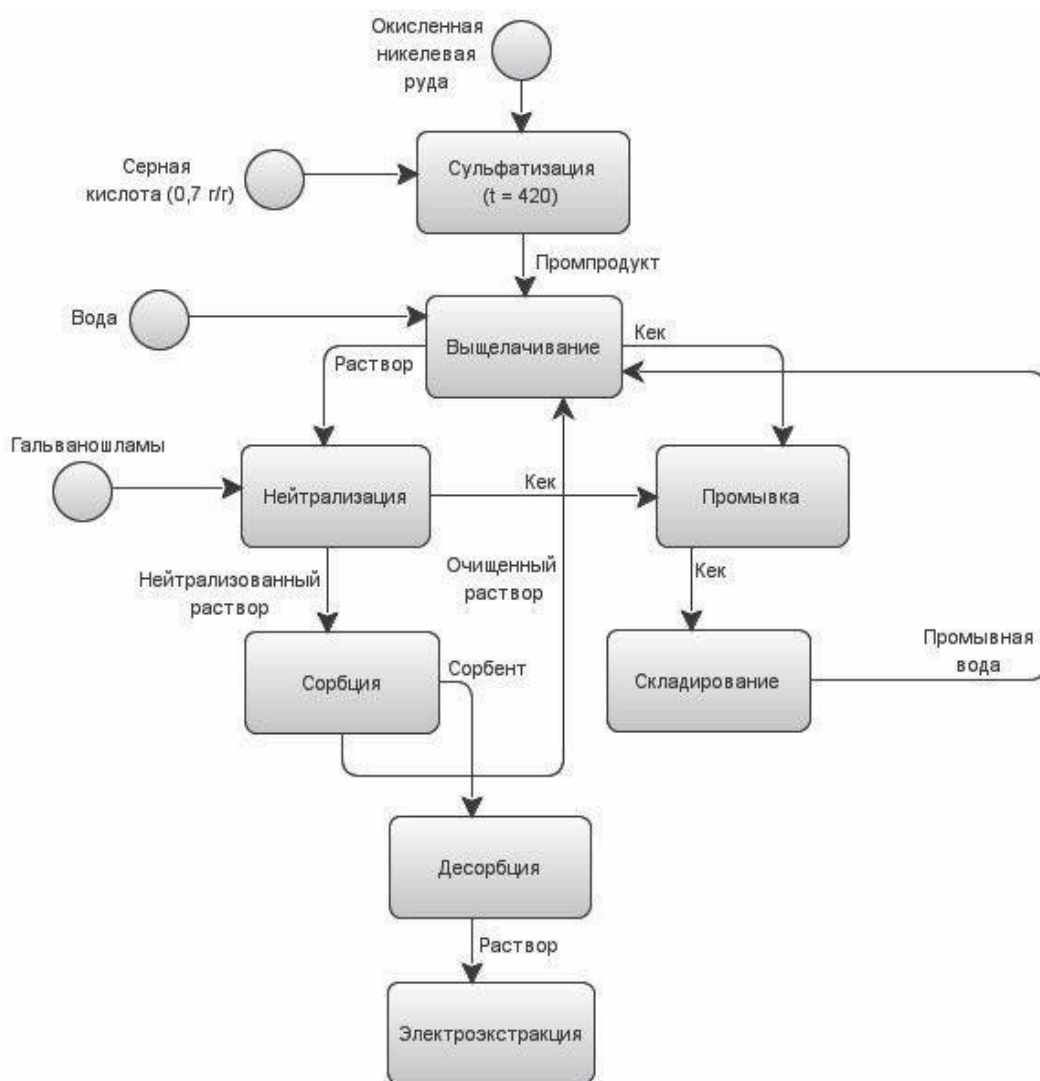 Окисленная
никелевая
руда
Серная
кислота (0,7 г/г)
Сульфатизация
(t = 420)
Промпродукт
Вода
Выщелачивание
Кек
Раствор
Гальваношламы
Нейтрализация
Кек
Промывка
Нейтрализованный
раствор
Очищенный
раствор
Кек
Сорбция
Сорбент
Складирование
Промывная
вода
Десорбция
Раствор
Электроэкстракция